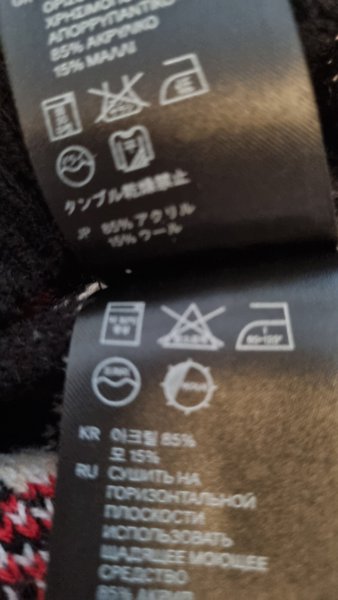 ΧΡΗΣΙΜΟΠ
ΑΠΟΡΡΥΠΑΝΤΙΚΟ
85% ΑΚΡΥΛΙΚΟ
15% ΜΑΛΛΙ
タンブル乾燥禁止
JP 85% アクリル
15% ウール
KR 아크릴 85%
모 15%
RU СУШИТЬ НА
ГОРИЗОНТАЛЬНОЙ
ПЛОСКОСТИ
ИСПОЛЬЗОВАТЬ
ЩАДЯЩЕЕ МОЮЩЕЕ
СРЕДСТВО
85% АКРИЛ